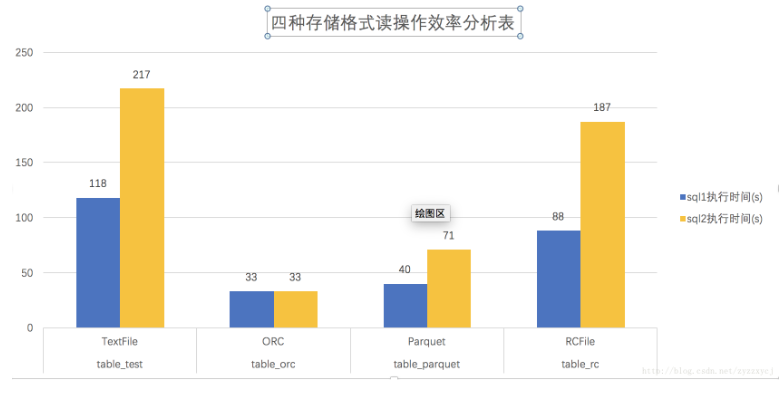 四种存储格式读操作效率分析表
250
217
200
187
150
118
绘图区
sql1执行时间(s)
sql2执行时间(s)
100
88
71
50
40
33
33
0
TextFile
ORC
Parquet
RCFile
table_test
table_orc
table_parquet
table_rc